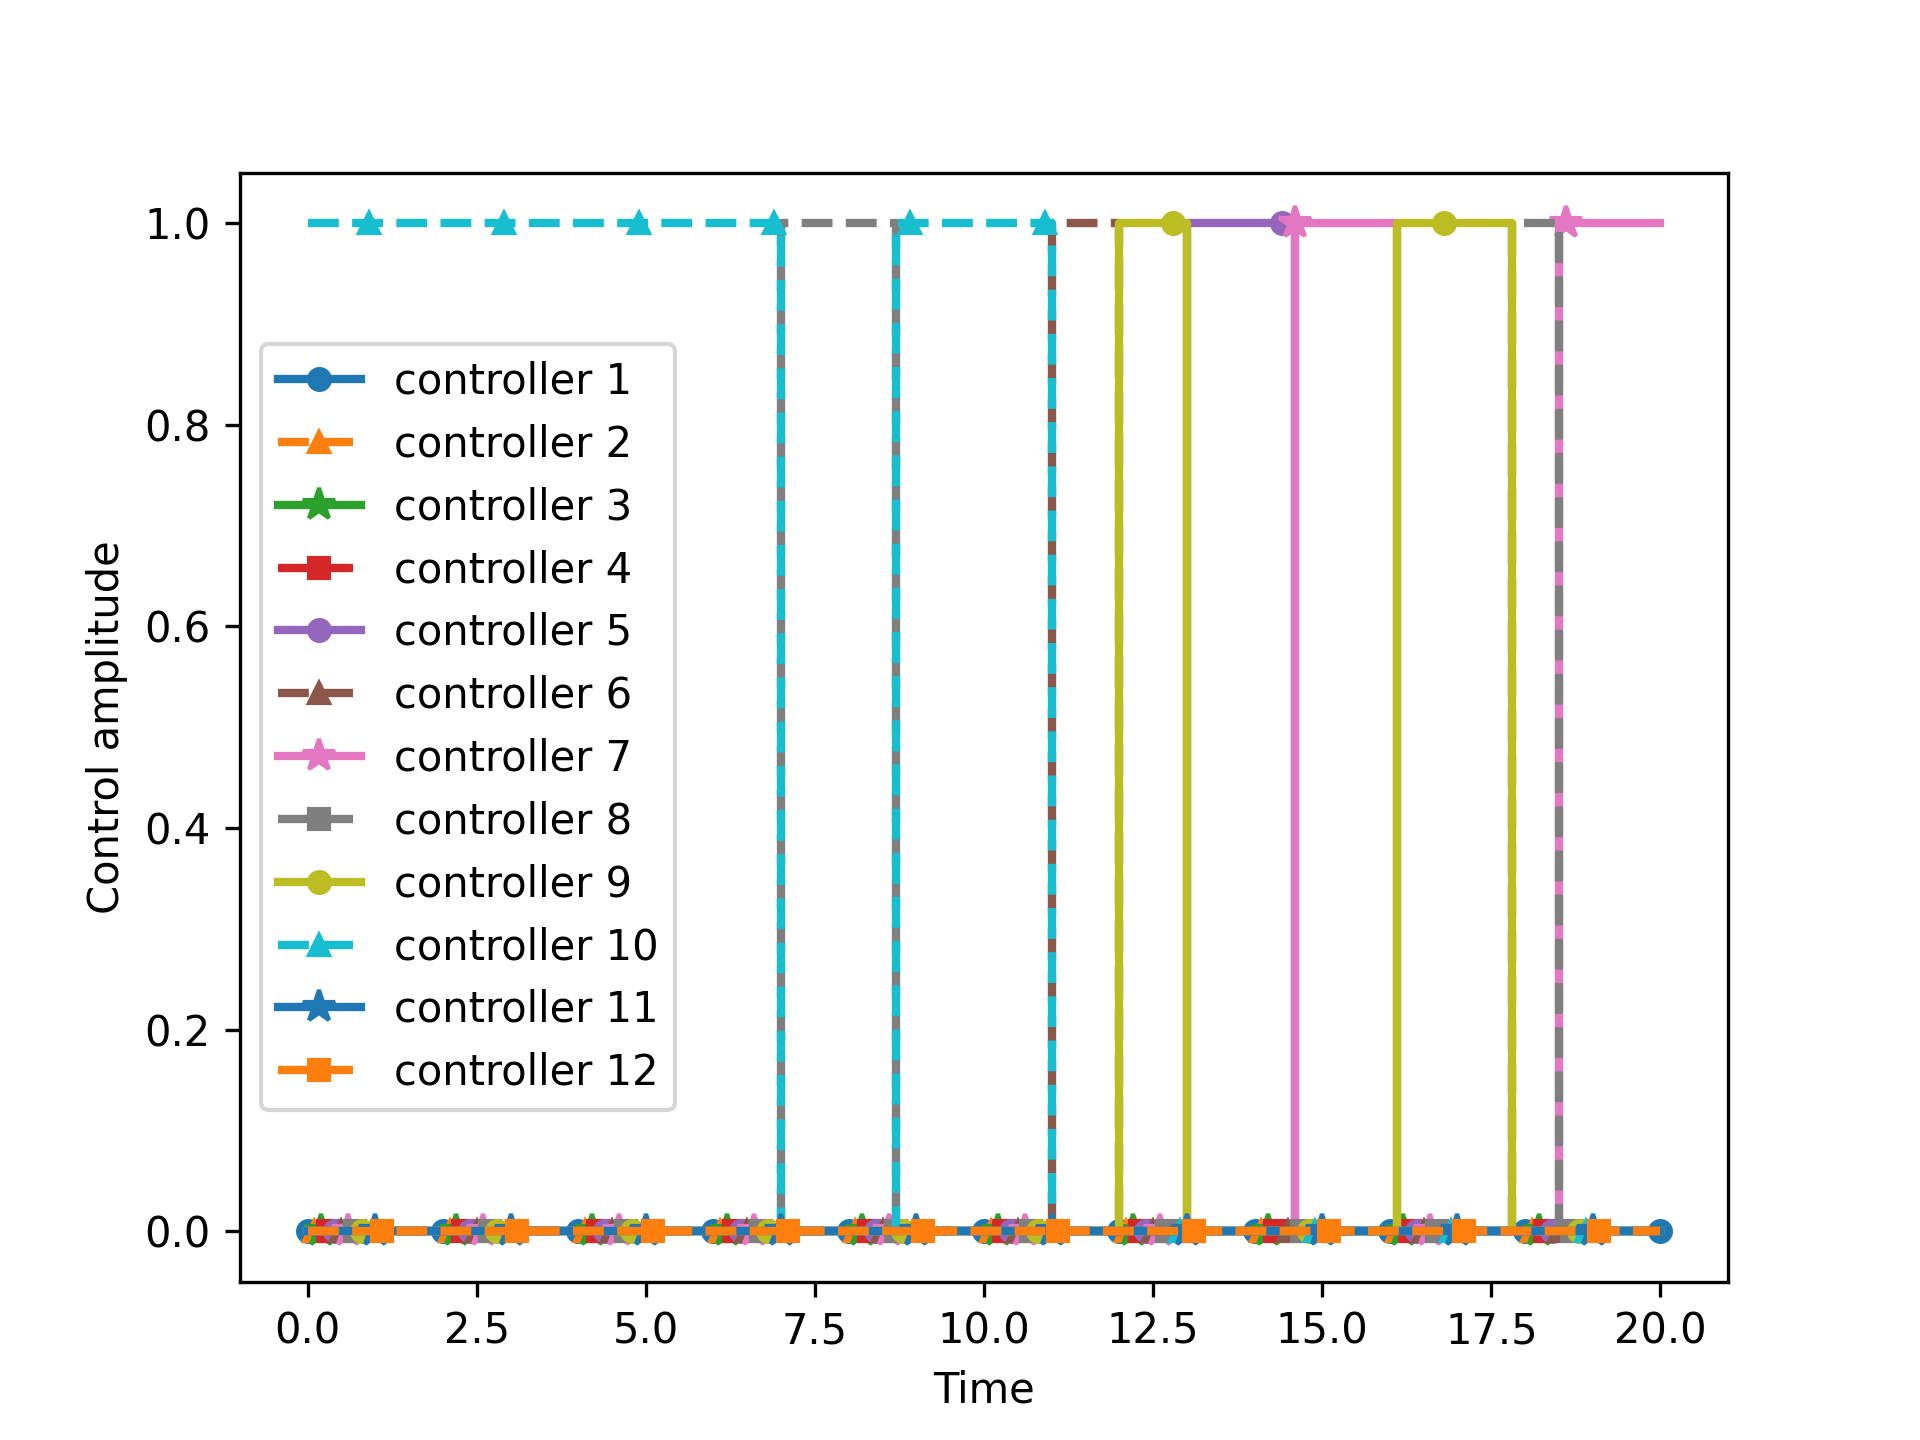 1.0
0.8
0.6
0.4
0.2
0.0
Control amplitude
controller 1
controller 2
controller 3
controller 4
controller 5
controller 6
controller 7
controller 8
controller 9
controller 10
controller 11
controller 12
0.0 2.5 5.0 7.5 10.0 12.5 15.0 17.5 20.0
Time